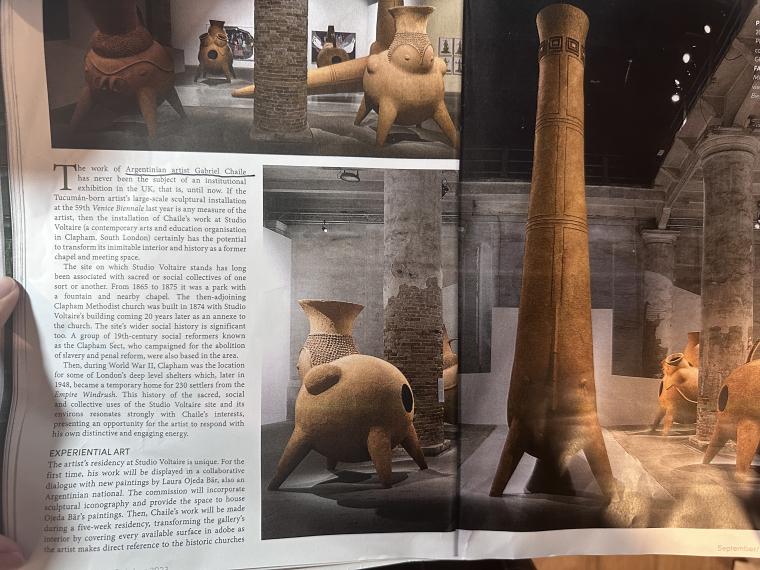 The work of Argentinian artist Gabriel Chaile
has never been the subject of an institutional
exhibition in the UK, that is, until now. If the
Tucumán-born artist's large-scale sculptural installation
at the 59th Venice Biennale last year is any measure of the
artist, then the installation of Chaile's work at Studio
Voltaire (a contemporary arts and education organisation
in Clapham, South London) certainly has the potential
to transform its inimitable interior and history as a former
chapel and meeting space.
The site on which Studio Voltaire stands has long
been associated with sacred or social collectives of one
sort or another. From 1865 to 1875 it was a park with
a fountain and nearby chapel. The then-adjoining
Clapham Methodist church was built in 1874 with Studio
Voltaire's building coming 20 years later as an annexe to
the church. The site's wider social history is significant
too. A group of 19th-century social reformers known
as the Clapham Sect, who campaigned for the abolition
of slavery and penal reform, were also based in the area.
Then, during World War II, Clapham was the location
for some of London's deep level shelters which, later in
1948, became a temporary home for 230 settlers from the
Empire Windrush. This history of the sacred, social
and collective uses of the Studio Voltaire site and its
environs resonates strongly with Chaile's interests,
presenting an opportunity for the artist to respond with
his own distinctive and engaging energy.
EXPERIENTIAL ART
The artist's residency at Studio Voltaire is unique. For the
first time, his work will be displayed in a collaborative
dialogue with new paintings by Laura Ojeda Bär, also an
Argentinian national. The commission will incorporate
sculptural iconography and provide the space to house
Ojeda Bär's paintings. Then, Chaile's work will be made
during a five-week residency, transforming the gallery's
interior by covering every available surface in adobe as
the artist makes direct reference to the historic churches
September/